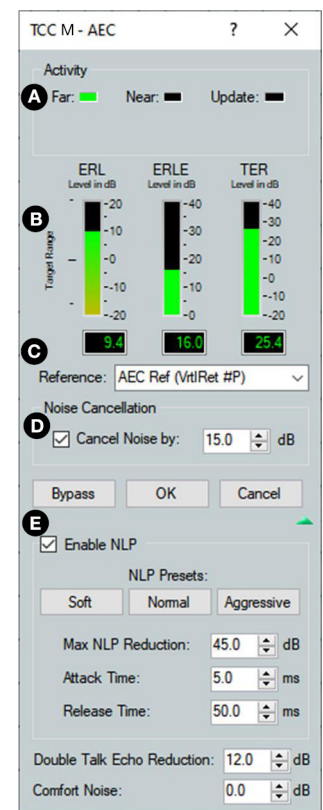 TCC M - AEC ? ×
Activity
A Far: Near: Update:
ERL ERLE TER
Level in dB Level in dB Level in dB
B
Target Range
-20 -40 -40
-10 -30 -30
-20
-0 -20 -10
-0
--10 -10 --10
--20 -0 --20
C 9.4 16.0 25.4
Reference: AEC Ref (VrtlRet #P)
Noise Cancellation
D Cancel Noise by: 15.0 dB
Bypass OK Cancel
E Enable NLP
NLP Presets:
Soft Normal Aggressive
Max NLP Reduction: 45.0 dB
Attack Time: 5.0 ms
Release Time: 50.0 ms
Double Talk Echo Reduction: 12.0 dB
Comfort Noise: 0.0 dB